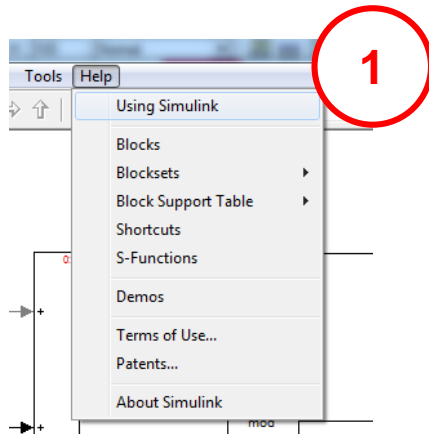 Tools Help
1
Using Simulink
Blocks
Blocksets
Block Support Table
Shortcuts
S-Functions
Demos
Terms of Use...
Patents...
About Simulink
+
+